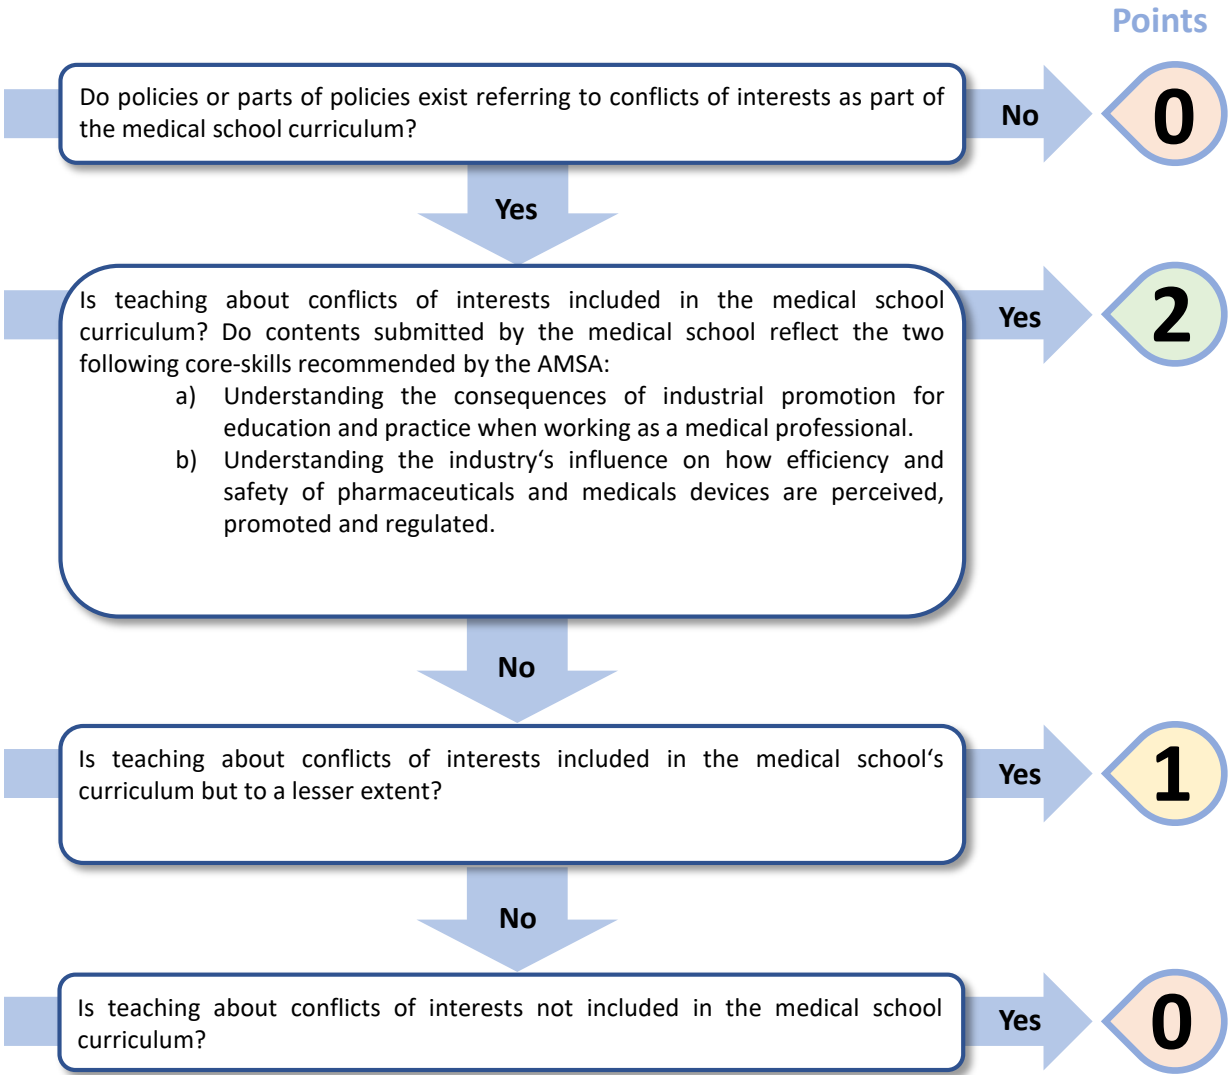 Points
Do policies or parts of policies exist referring to conflicts of interests as part of
the medical school curriculum?
No
0
Yes
Is teaching about conflicts of interests included in the medical school
curriculum? Do contents submitted by the medical school reflect the two
following core-skills recommended by the AMSA:
a) Understanding the consequences of industrial promotion for
education and practice when working as a medical professional.
b) Understanding the industry‘s influence on how efficiency and
safety of pharmaceuticals and medicals devices are perceived,
promoted and regulated.
Yes
2
No
Is teaching about conflicts of interests included in the medical school‘s
curriculum but to a lesser extent?
Yes
1
No
Is teaching about conflicts of interests not included in the medical school
curriculum?
Yes
0